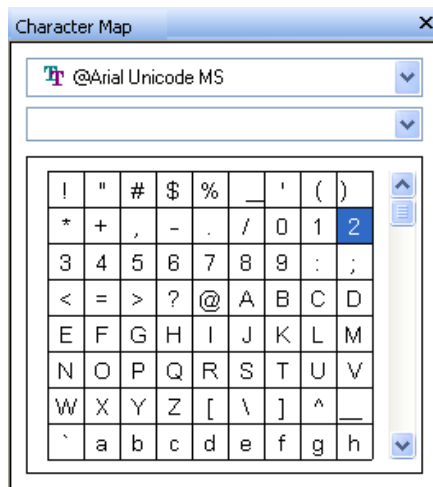 Character Map
@Arial Unicode MS
! " # $ % _ ' ( )
* + , - . / 0 1 2
3 4 5 6 7 8 9 : ;
< = > ? @ A B C D
E F G H I J K L M
N O P Q R S T U V
W X Y Z [ \ ] ^ _
` a b c d e f g h